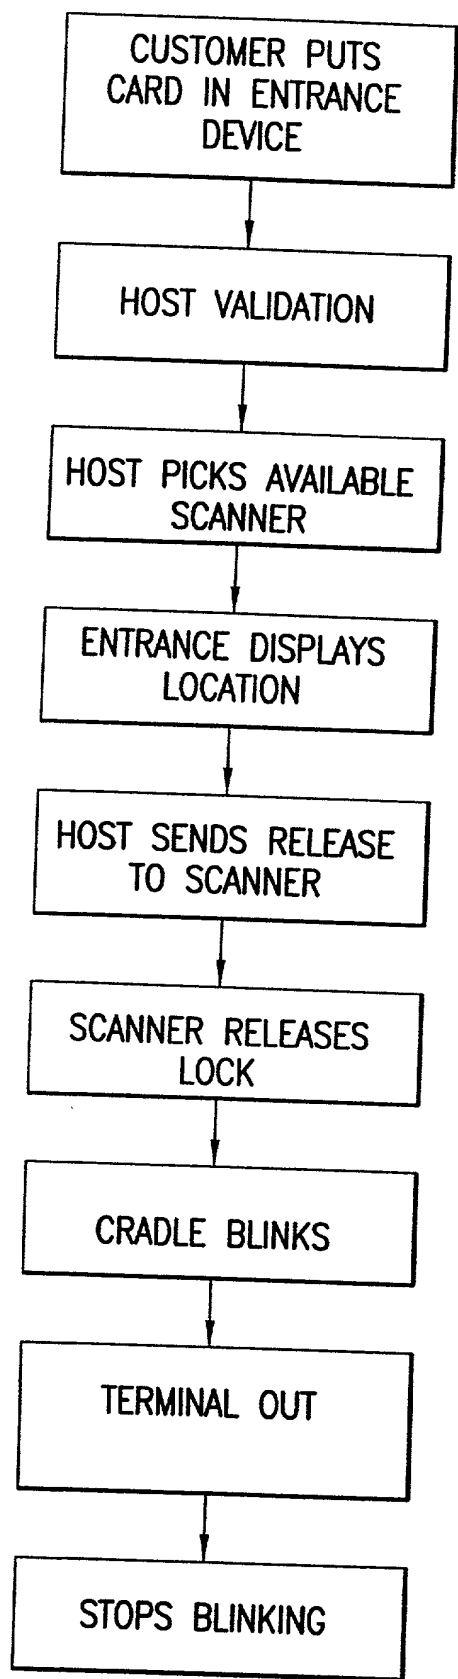 CUSTOMER PUTS
CARD IN ENTRANCE
DEVICE
HOST VALIDATION
HOST PICKS AVAILABLE
SCANNER
ENTRANCE DISPLAYS
LOCATION
HOST SENDS RELEASE
TO SCANNER
SCANNER RELEASES
LOCK
CRADLE BLINKS
TERMINAL OUT
STOPS BLINKING